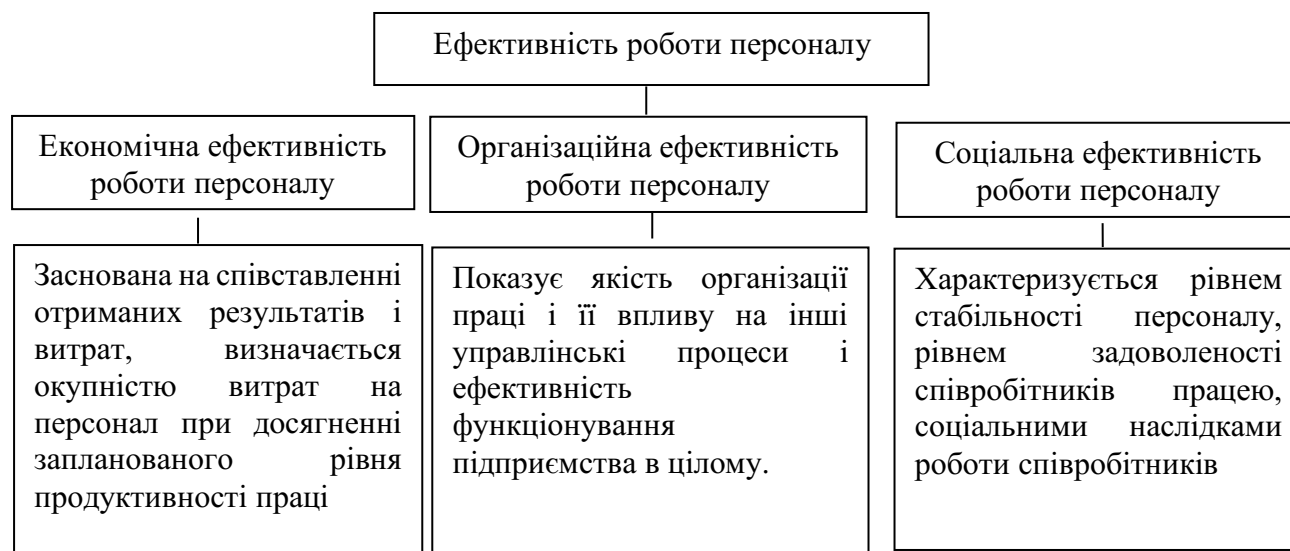 Ефективність роботи персоналу
Економічна ефективність
роботи персоналу
Організаційна ефективність
роботи персоналу
Соціальна ефективність
роботи персоналу
Заснована на співставленні
отриманих результатів і
витрат, визначається
окупністю витрат на
персонал при досягненні
запланованого рівня
продуктивності праці
Показує якість організації
праці і її впливу на інші
управлінські процеси і
ефективність
функціонування
підприємства в цілому.
Характеризується рівнем
стабільності персоналу,
рівнем задоволеності
співробітників працею,
соціальними наслідками
роботи співробітників